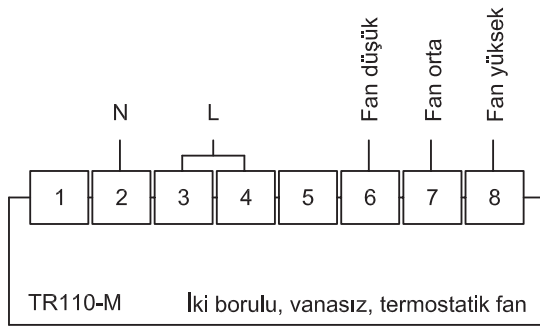 Fan düşük
Fan orta
Fan yüksek
N
L
1 2 3 4 5 6 7 8
TR110-M İki borulu, vanasız, termostatik fan